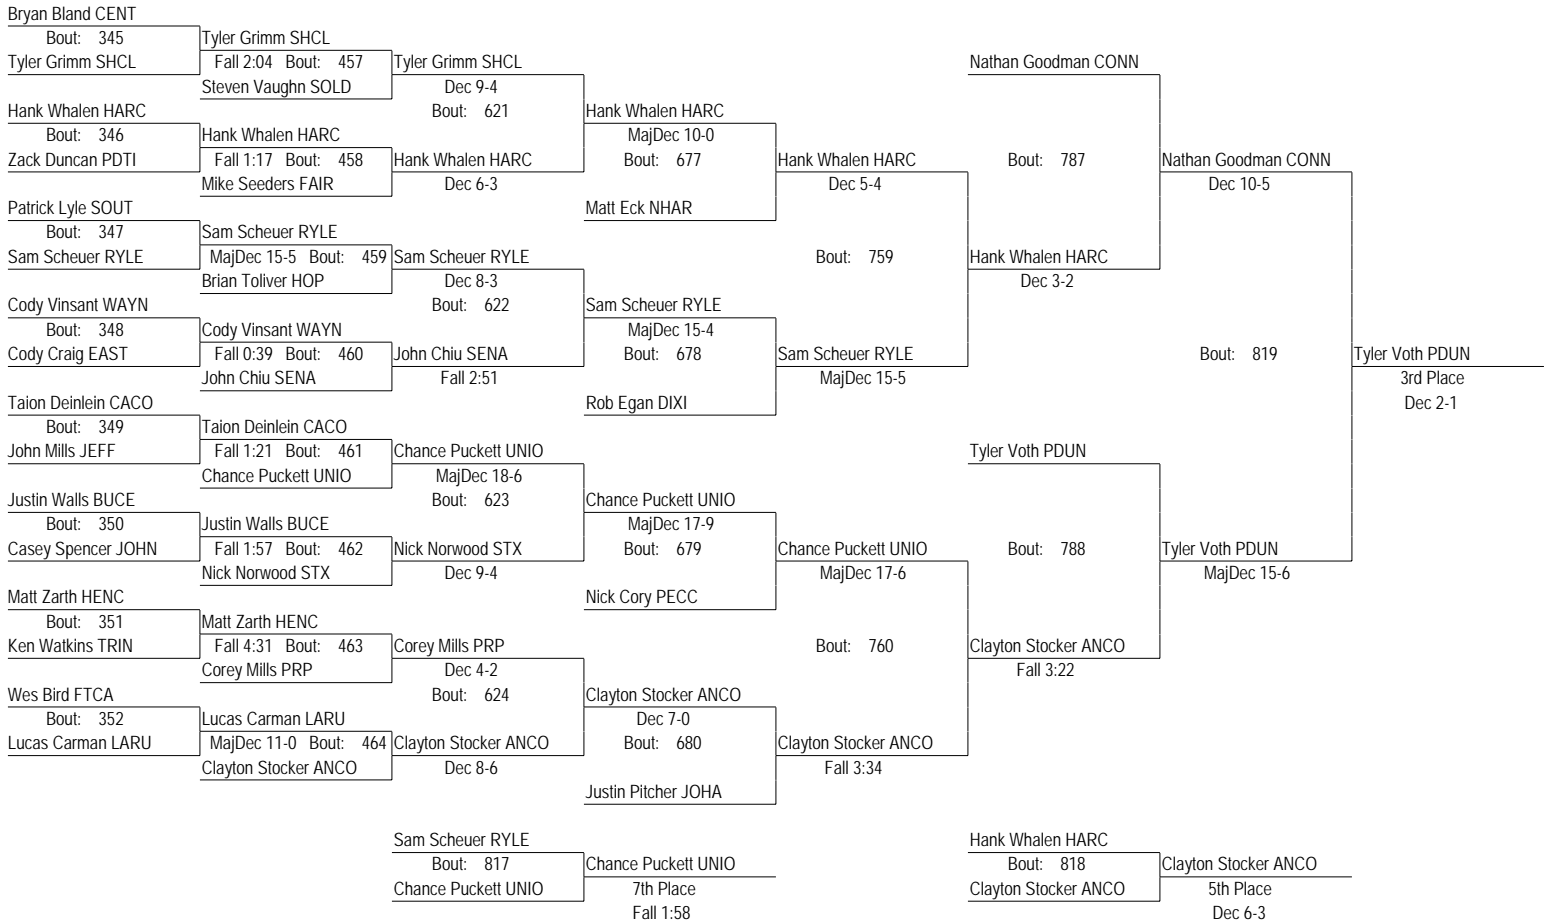 Bryan Bland CENT
Bout: 345 Tyler Grimm SHCL
Tyler Grimm SHCL Fall 2:04 Bout: 457 Tyler Grimm SHCL Nathan Goodman CONN
Steven Vaughn SOLD Dec 9-4
Hank Whalen HARC Bout: 621 Hank Whalen HARC
Bout: 346 Hank Whalen HARC MajDec 10-0
Zack Duncan PDTI Fall 1:17 Bout: 458 Hank Whalen HARC Bout: 677 Hank Whalen HARC Bout: 787 Nathan Goodman CONN
Mike Seeders FAIR Dec 6-3 Dec 5-4 Dec 10-5
Patrick Lyle SOUT Matt Eck NHAR
Bout: 347 Sam Scheuer RYLE
Sam Scheuer RYLE MajDec 15-5 Bout: 459 Sam Scheuer RYLE Bout: 759 Hank Whalen HARC
Brian Toliver HOP Dec 8-3 Dec 3-2
Cody Vinsant WAYN Bout: 622 Sam Scheuer RYLE
Bout: 348 Cody Vinsant WAYN MajDec 15-4
Cody Craig EAST Fall 0:39 Bout: 460 John Chiu SENA Bout: 678 Sam Scheuer RYLE Bout: 819 Tyler Voth PDUN
John Chiu SENA Fall 2:51 MajDec 15-5 3rd Place
Taion Deinlein CACO Rob Egan DIXI Dec 2-1
Bout: 349 Taion Deinlein CACO
John Mills JEFF Fall 1:21 Bout: 461 Chance Puckett UNIO Tyler Voth PDUN
Chance Puckett UNIO MajDec 18-6
Justin Walls BUCE Bout: 623 Chance Puckett UNIO
Bout: 350 Justin Walls BUCE MajDec 17-9
Casey Spencer JOHN Fall 1:57 Bout: 462 Nick Norwood STX Bout: 679 Chance Puckett UNIO Bout: 788 Tyler Voth PDUN
Nick Norwood STX Dec 9-4 MajDec 17-6 MajDec 15-6
Matt Zarth HENC Nick Cory PECC
Bout: 351 Matt Zarth HENC
Ken Watkins TRIN Fall 4:31 Bout: 463 Corey Mills PRP Bout: 760 Clayton Stocker ANCO
Corey Mills PRP Dec 4-2 Fall 3:22
Wes Bird FTCA Bout: 624 Clayton Stocker ANCO
Bout: 352 Lucas Carman LARU Dec 7-0
Lucas Carman LARU MajDec 11-0 Bout: 464 Clayton Stocker ANCO Bout: 680 Clayton Stocker ANCO
Clayton Stocker ANCO Dec 8-6 Fall 3:34
Justin Pitcher JOHA
Sam Scheuer RYLE Hank Whalen HARC
Bout: 817 Chance Puckett UNIO Bout: 818 Clayton Stocker ANCO
Chance Puckett UNIO 7th Place Clayton Stocker ANCO 5th Place
Fall 1:58 Dec 6-3